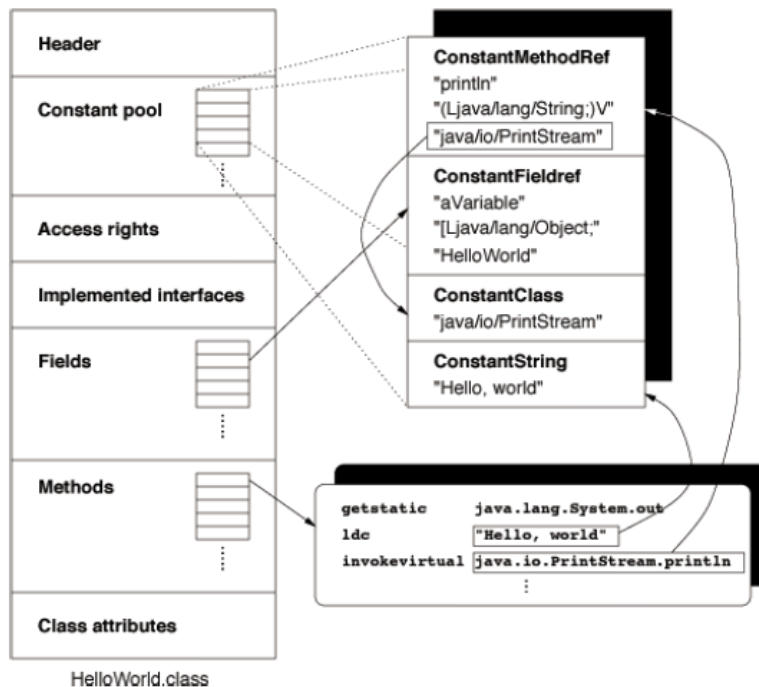 Header
Constant pool
Access rights
Implemented interfaces
Fields
Methods
Class attributes
HelloWorld.class
ConstantMethodRef
"println"
"(Ljava/lang/String;)V"
"java/io/PrintStream"
ConstantFieldref
"aVariable"
"[Ljava/lang/Object;"
"HelloWorld"
ConstantClass
"java/io/PrintStream"
ConstantString
"Hello, world"
getstatic java.lang.System.out
ldc "Hello, world"
invokevirtual java.io.PrintStream.println